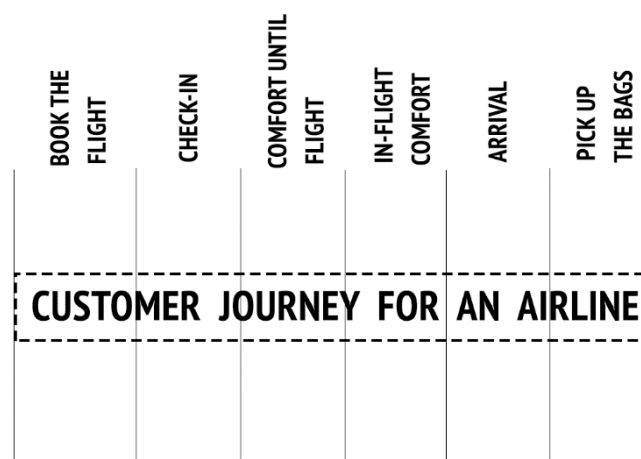 BOOK THE
FLIGHT
CHECK-IN
COMFORT UNTIL
FLIGHT
IN-FLIGHT
COMFORT
ARRIVAL
PICK UP
THE BAGS
CUSTOMER JOURNEY FOR AN AIRLINE